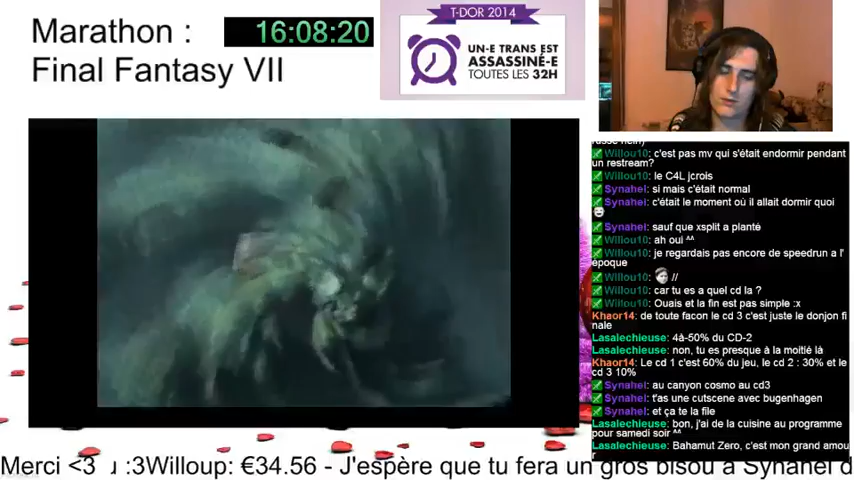 Marathon :
Final Fantasy VII
16:08:20
T-DOR 2014
UN-E TRANS EST
ASSASSINÉ-E
TOUTES LES 32H
Willou10: c'est pas mv qui s'était endormir pendant
un restream?
Willou10: le C4L jcrois
Synahel: si mais c'était normal
Synahel: c'était le moment où il allait dormir quoi
Synahel: sauf que xsplit a planté
Willou10: ah oui ^^
Willou10: je regardais pas encore de speedrun a l'
epoque
Willou10: //
Willou10: car tu es a quel cd la ?
Willou10: Ouais et la fin est pas simple :x
Khaor14: de toute facon le cd 3 c'est juste le donjon fi
nale
Lasalechieuse: 4à-50% du CD-2
Lasalechieuse: non, tu es presque à la moitié là
Khaor14: Le cd 1 c'est 60% du jeu, le cd 2 : 30% et le
cd 3 10%
Synahel: au canyon cosmo au cd3
Synahel: t'as une cutscene avec bugenhagen
Synahel: et ça te la file
Lasalechieuse: bon, j'ai de la cuisine au programme
pour samedi soir ^^
Lasalechieuse: Bahamut Zero, c'est mon grand amou
r
Merci <3 :3Willoup: €34.56 - J'espère que tu fera un gros bisou a Synahel d